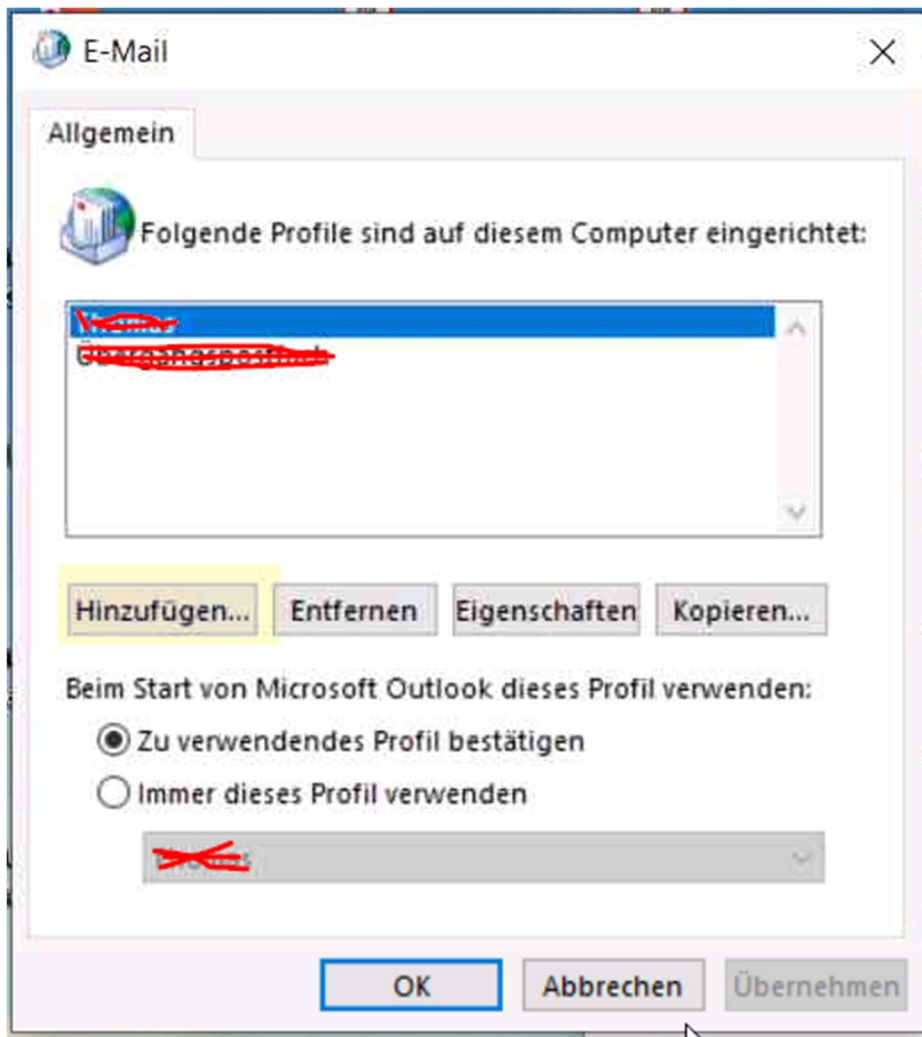 E-Mail
Allgemein
Folgende Profile sind auf diesem Computer eingerichtet:
Hinzufügen... Entfernen Eigenschaften Kopieren...
Beim Start von Microsoft Outlook dieses Profil verwenden:
Zu verwendendes Profil bestätigen
Immer dieses Profil verwenden
OK Abbrechen Übernehmen